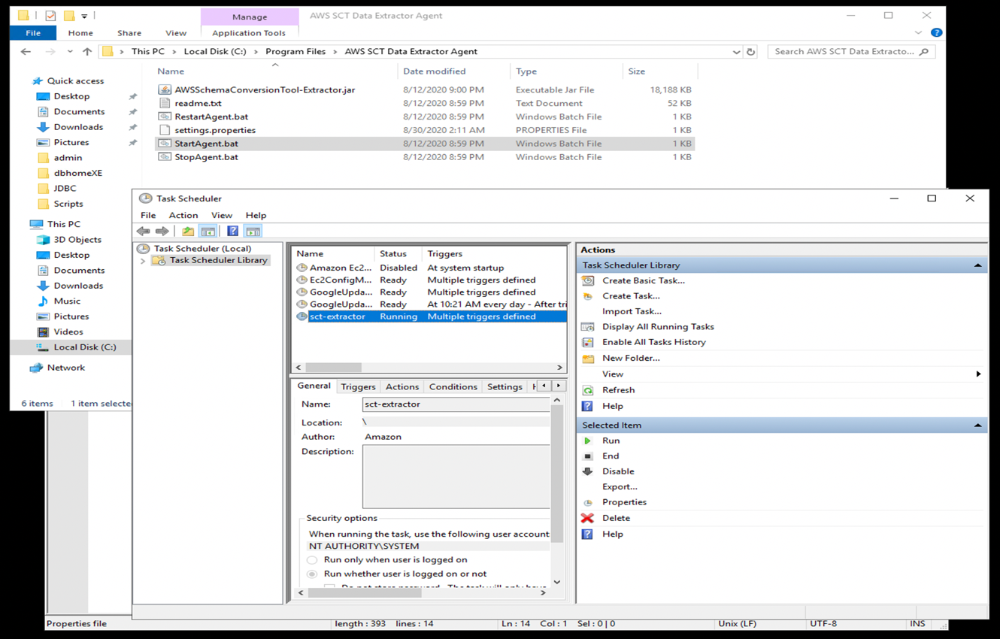 Manage
AWS SCT Data Extractor Agent
File Home Share View Application Tools
This PC Local Disk (C:) Program Files AWS SCT Data Extractor Agent
Search AWS SCT Data Extracto...
Quick access
Desktop
Documents
Downloads
Pictures
admin
dbhomeXE
JDBC
Scripts
This PC
3D Objects
Desktop
Documents
Downloads
Music
Pictures
Videos
Local Disk (C:)
Network
6 items 1 item selected
Name Date modified Type Size
AWSSchemaConversionTool-Extractor.jar 8/12/2020 9:00 PM Executable Jar File 18,188 KB
readme.txt 8/12/2020 8:59 PM Text Document 52 KB
RestartAgent.bat 8/12/2020 8:59 PM Windows Batch File 1 KB
settings.properties 8/30/2020 2:11 AM PROPERTIES File 1 KB
StartAgent.bat 8/12/2020 8:59 PM Windows Batch File 1 KB
StopAgent.bat 8/12/2020 8:59 PM Windows Batch File 1 KB
Task Scheduler
File Action View Help
Task Scheduler (Local)
Task Scheduler Library
Name Status Triggers
Amazon Ec2... Disabled At system startup
Ec2ConfigM... Ready Multiple triggers defined
GoogleUpda... Ready Multiple triggers defined
GoogleUpda... Ready At 10:21 AM every day - After tri
sct-extractor Running Multiple triggers defined
General Triggers Actions Conditions Settings
Name: sct-extractor
Location: \
Author: Amazon
Description:
Security options
When running the task, use the following user account:
NT AUTHORITY\SYSTEM
Run only when user is logged on
Run whether user is logged on or not
Do not store password. The task will only have
Actions
Task Scheduler Library
Create Basic Task...
Create Task...
Import Task...
Display All Running Tasks
Enable All Tasks History
New Folder...
View
Refresh
Help
Selected Item
Run
End
Disable
Export...
Properties
Delete
Help
Properties file length : 393 lines : 14 Ln : 14 Col : 1 Sel : 0 | 0 Unix (LF) UTF-8 INS